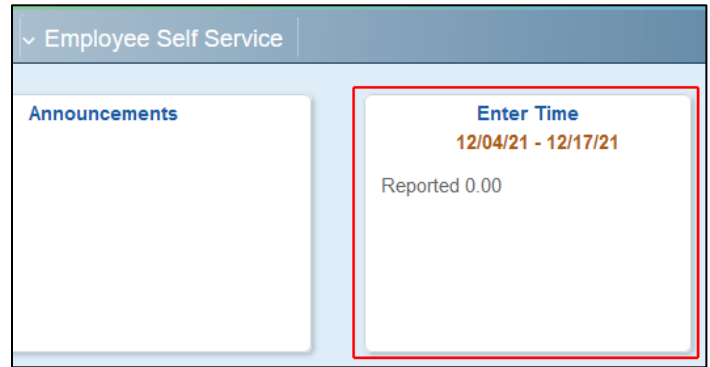 Employee Self Service
Announcements
Enter Time
12/04/21 - 12/17/21
Reported 0.00